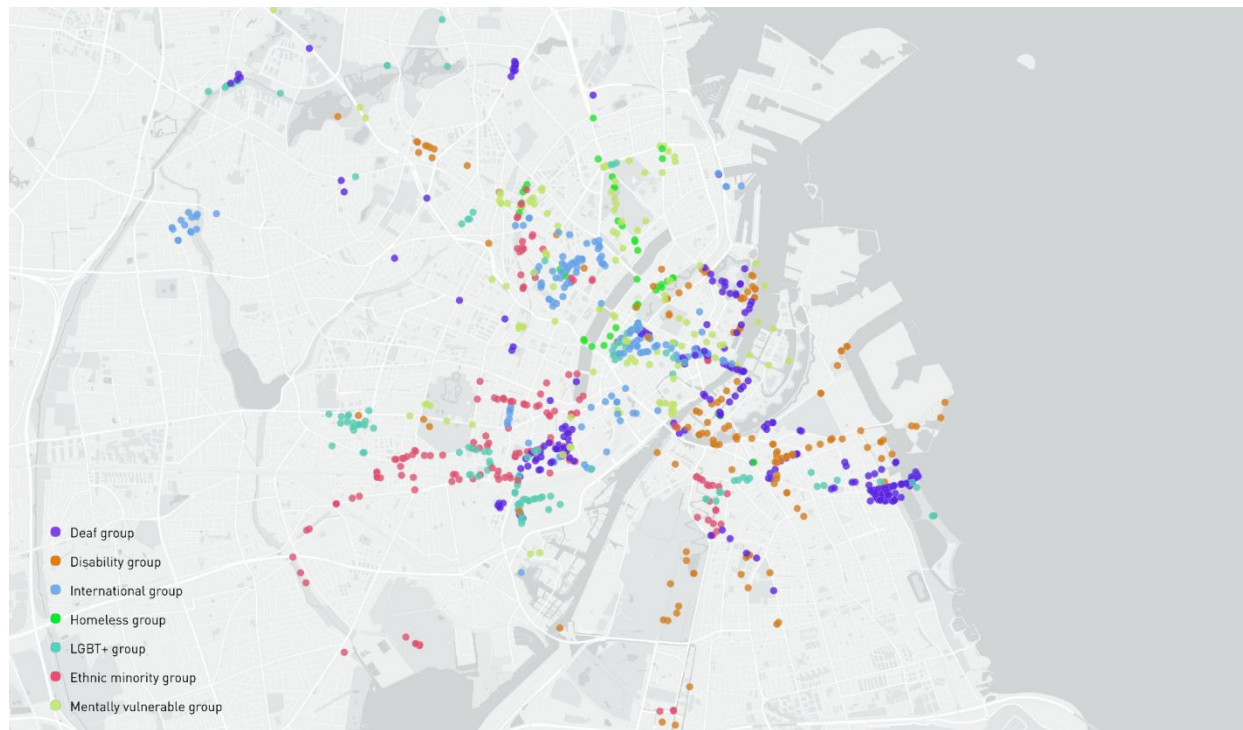 Deaf group
Disability group
International group
Homeless group
LGBT+ group
Ethnic minority group
Mentally vulnerable group